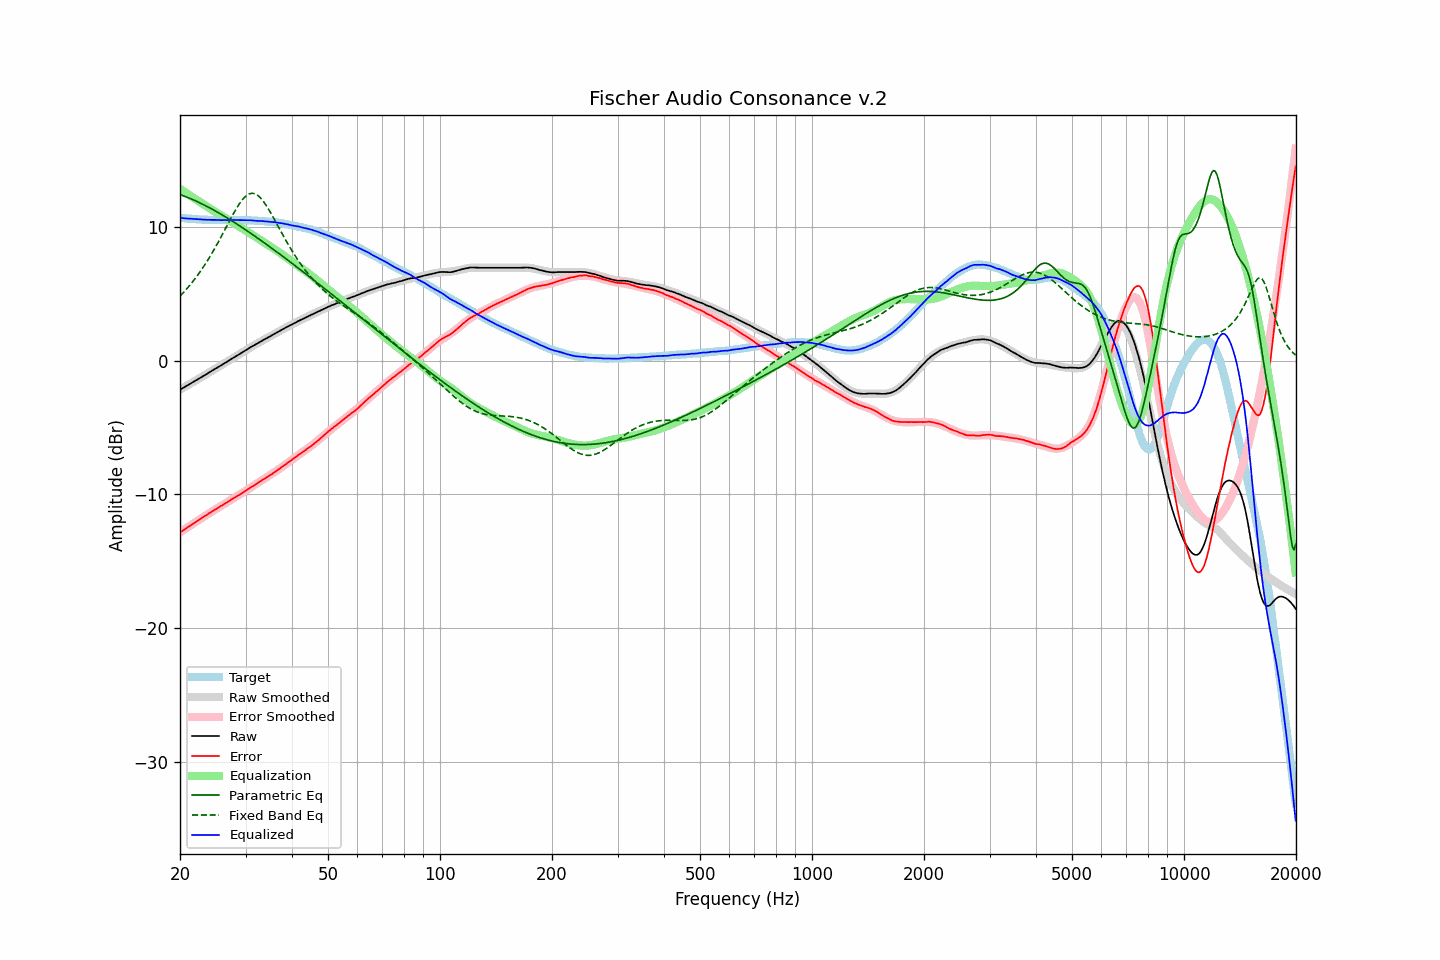 Fischer Audio Consonance v.2
Amplitude (dBr)
10
0
−10
−20
−30
Target
Raw Smoothed
Error Smoothed
Raw
Error
Equalization
Parametric Eq
Fixed Band Eq
Equalized
20 50 100 200 500 1000 2000 5000 10000 20000
Frequency (Hz)